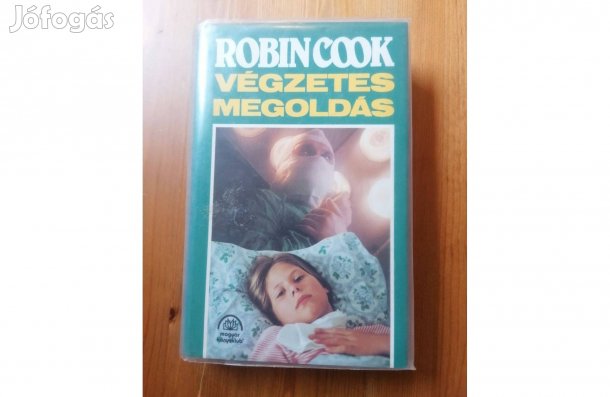 Jófogás
ROBIN COOK
VÉGZETES
MEGOLDÁS
magyar
könyvklub